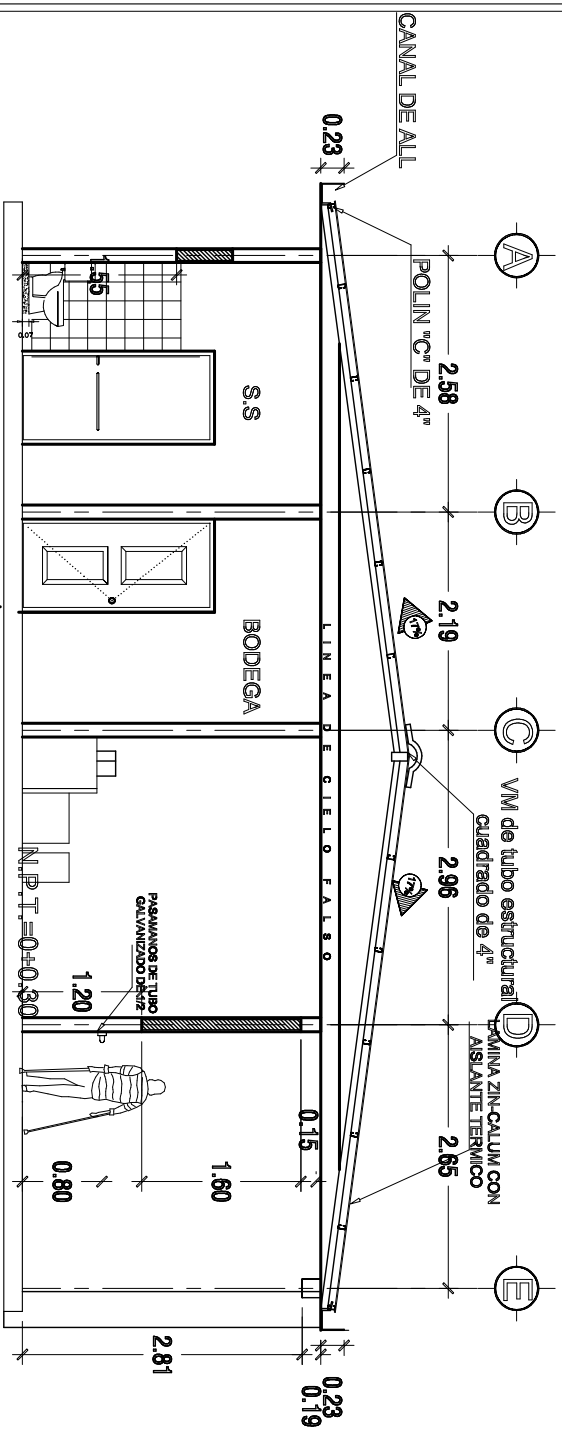 A
B
C
D
E
2.58
2.19
2.96
2.65
CANAL DE ALL
0.23
POLIN "C" DE 4"
VM de tubo estructural
cuadrado de 4"
LAMINA ZIN-CALUM CON
AISLANTE TERMICO
17%
17%
LINEA DE CIELO FALSO
0.23
0.19
0.15
S.S
BODEGA
1.55
0.07
PASAMANOS DE TUBO
GALVANIZADO DE
1.20
1.60
0.80
2.81
N.P.T.=0+0.30